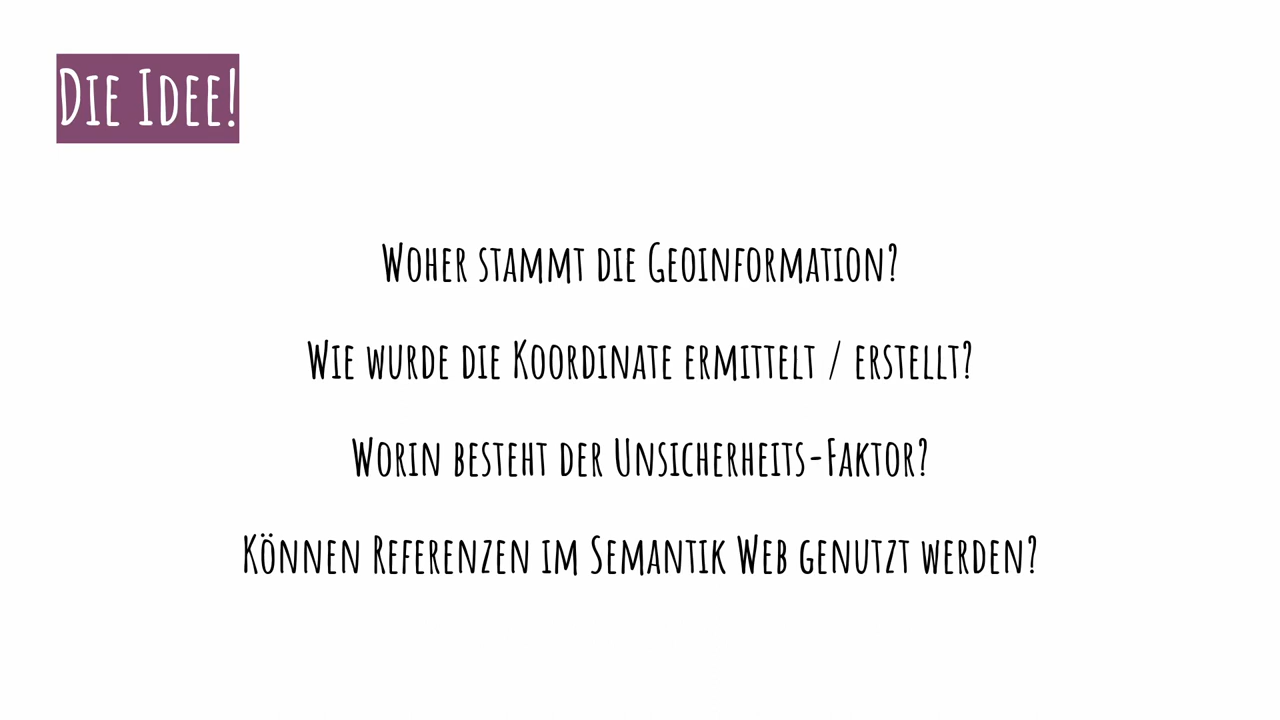 Die Idee!
Woher stammt die Geoinformation?
Wie wurde die Koordinate ermittelt / erstellt?
Worin besteht der Unsicherheits-Faktor?
Können Referenzen im Semantik Web genutzt werden?